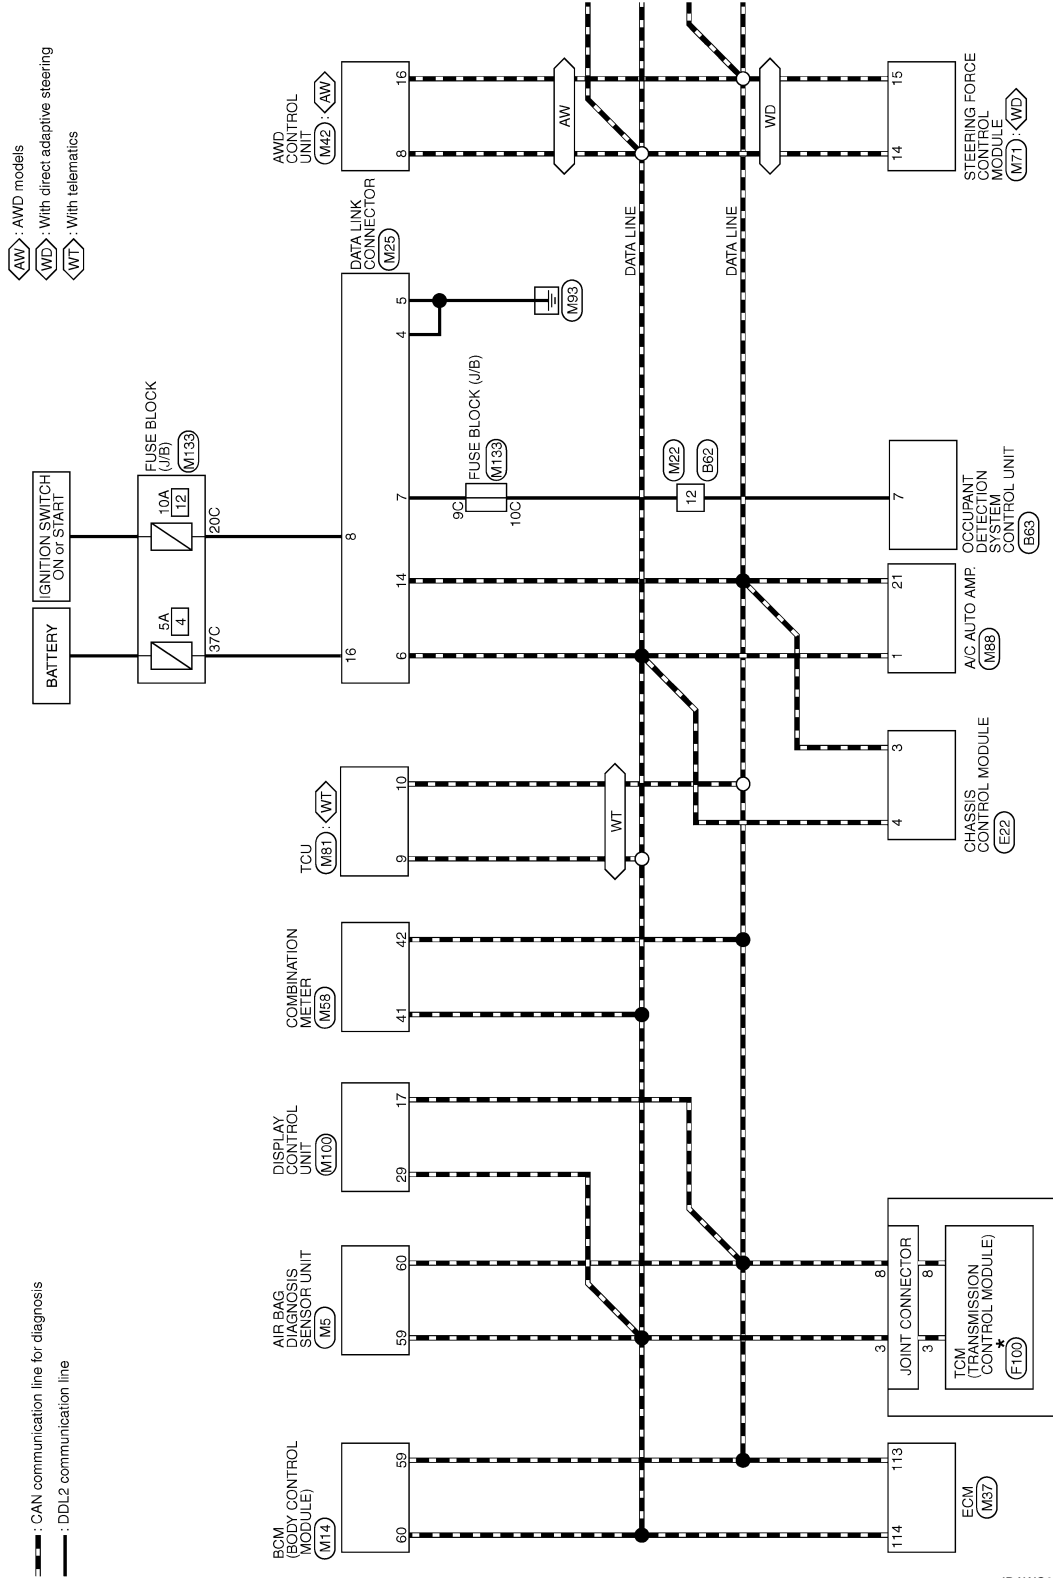 : CAN communication line for diagnosis
: DDL2 communication line
AW : AWD models
WD : With direct adaptive steering
WT : With telematics
BATTERY
IGNITION SWITCH
ON or START
5A
4
10A
12
FUSE BLOCK
(J/B)
M133
37C
20C
BCM
(BODY CONTROL
MODULE)
M14
60
59
AIR BAG
DIAGNOSIS
SENSOR UNIT
M5
59
60
DISPLAY
CONTROL
UNIT
M100
29
17
COMBINATION
METER
M58
41
42
TCU
M81 : WT
9
10
16
8
DATA LINK
CONNECTOR
M25
6
14
7
4
5
AWD
CONTROL
UNIT
M42 : AW
8
16
M93
9C
10C
FUSE BLOCK (J/B)
M133
WT
AW
DATA LINE
12
M22
B62
DATA LINE
WD
114
113
ECM
M37
3
8
JOINT CONNECTOR
3
8
TCM
(TRANSMISSION
CONTROL MODULE)
*
F100
4
3
CHASSIS
CONTROL MODULE
E22
1
21
A/C AUTO AMP.
M88
7
OCCUPANT
DETECTION
SYSTEM
CONTROL UNIT
B63
14
15
STEERING FORCE
CONTROL
MODULE
M71 : WD